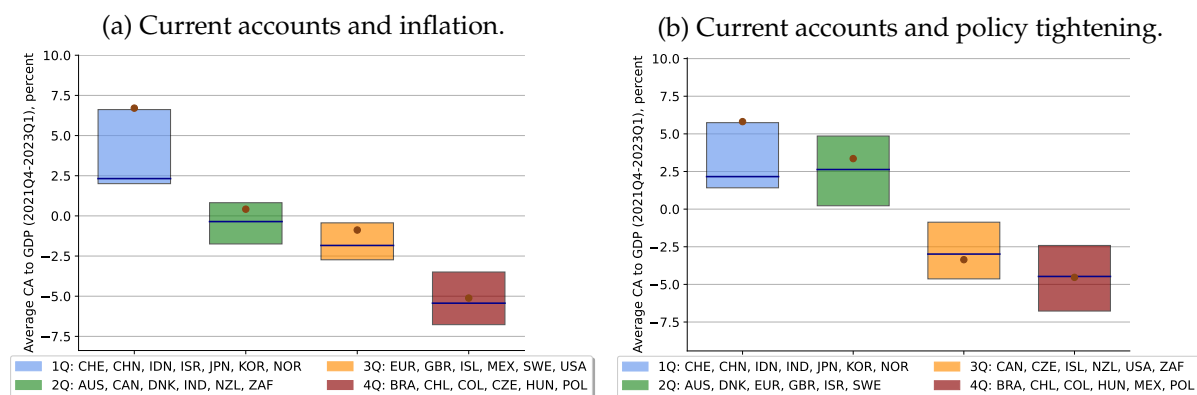 (a) Current accounts and inflation.
Average CA to GDP (2021Q4-2023Q1), percent
10.0
7.5
5.0
2.5
0.0
−2.5
−5.0
−7.5
1Q: CHE, CHN, IDN, ISR, JPN, KOR, NOR
2Q: AUS, CAN, DNK, IND, NZL, ZAF
3Q: EUR, GBR, ISL, MEX, SWE, USA
4Q: BRA, CHL, COL, CZE, HUN, POL
(b) Current accounts and policy tightening.
Average CA to GDP (2021Q4-2023Q1), percent
10.0
7.5
5.0
2.5
0.0
−2.5
−5.0
−7.5
1Q: CHE, CHN, IDN, IND, JPN, KOR, NOR
2Q: AUS, DNK, EUR, GBR, ISR, SWE
3Q: CAN, CZE, ISL, NZL, USA, ZAF
4Q: BRA, CHL, COL, HUN, MEX, POL